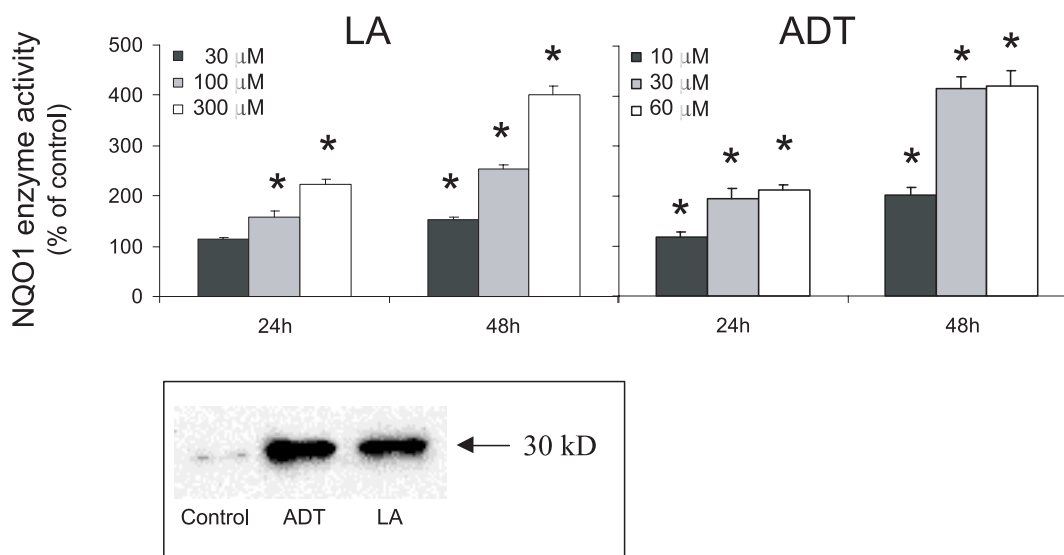 LA
ADT
NQO1 enzyme activity
(% of control)
500
400
300
200
100
0
30 μM
100 μM
300 μM
*
*
*
*
*
24h
48h
10 μM
30 μM
60 μM
*
*
*
*
*
*
24h
48h
30 kD
Control
ADT
LA